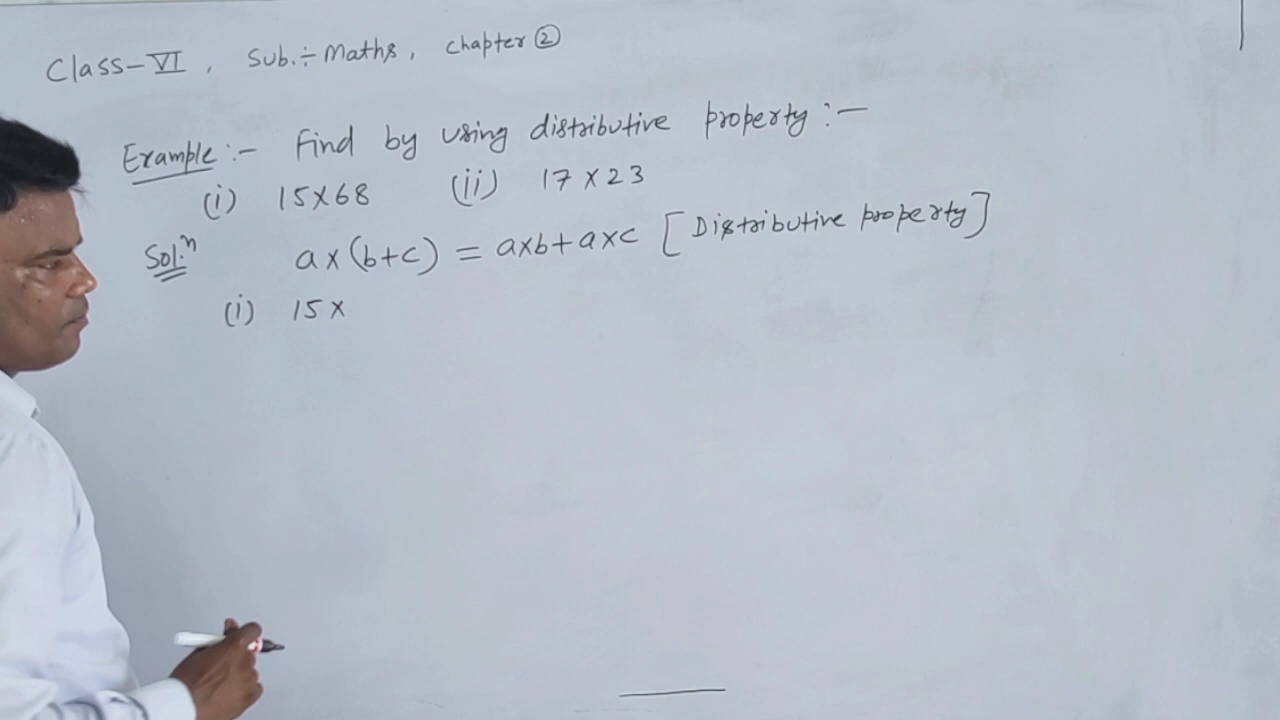 Class-VI, Sub.÷Maths, Chapter ②
Example:- Find by using distributive property:-
(i) 15×68 (ii) 17×23
Sol.ⁿ a×(b+c) = a×b+a×c [Distributive property]
(i) 15×